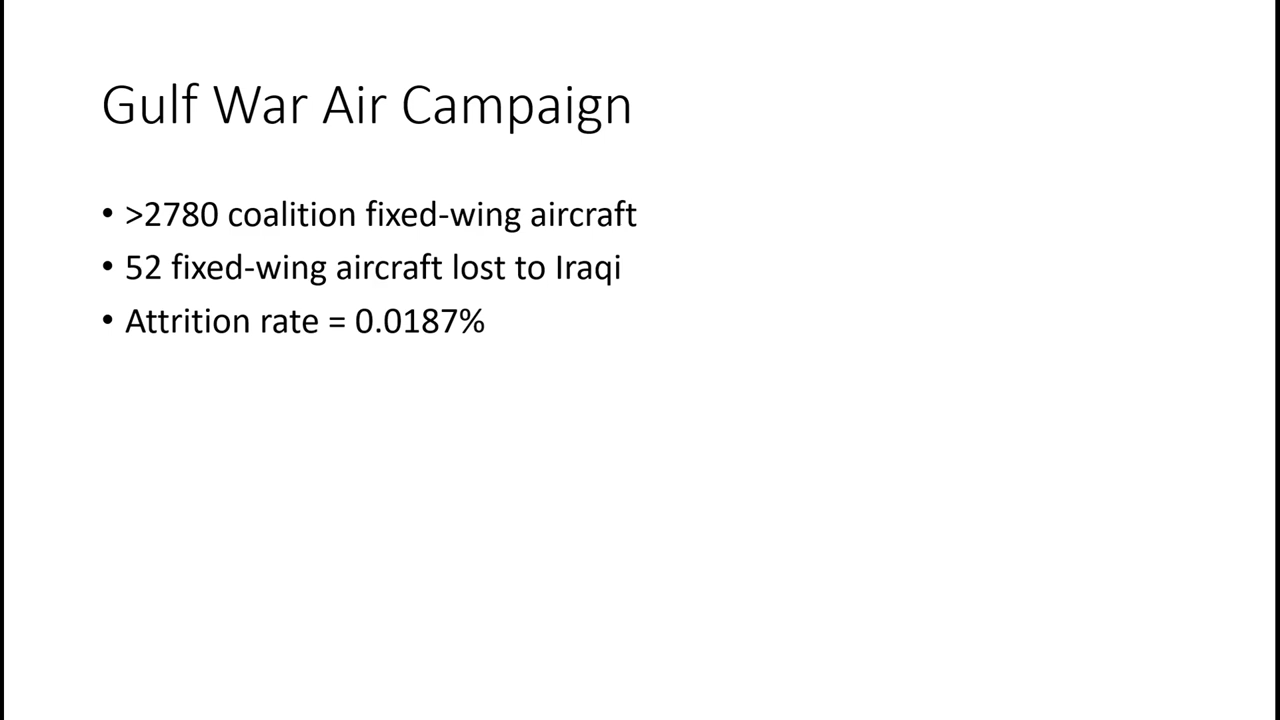 Gulf War Air Campaign
• >2780 coalition fixed-wing aircraft
• 52 fixed-wing aircraft lost to Iraqi
• Attrition rate = 0.0187%